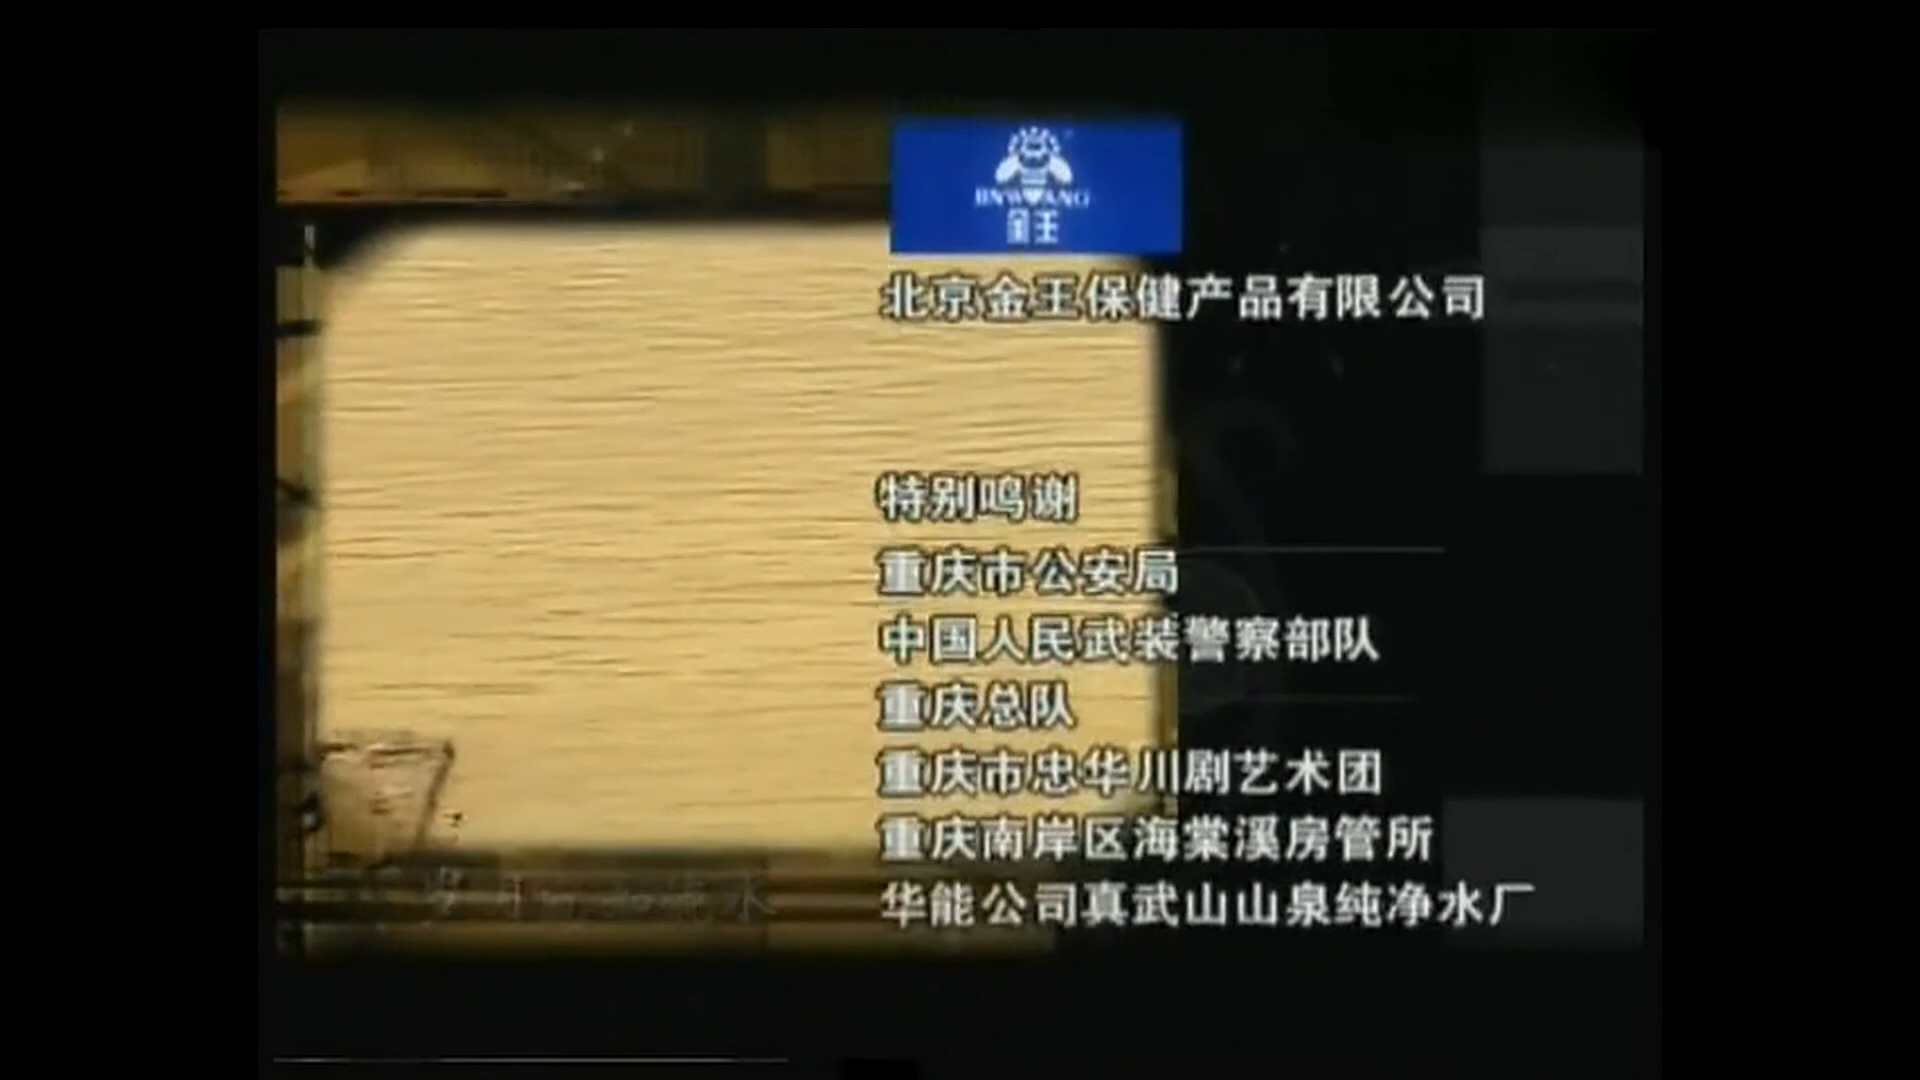 金王
北京金王保健产品有限公司
特别鸣谢
重庆市公安局
中国人民武装警察部队
重庆总队
重庆市忠华川剧艺术团
重庆南岸区海棠溪房管所
华能公司真武山山泉纯净水厂